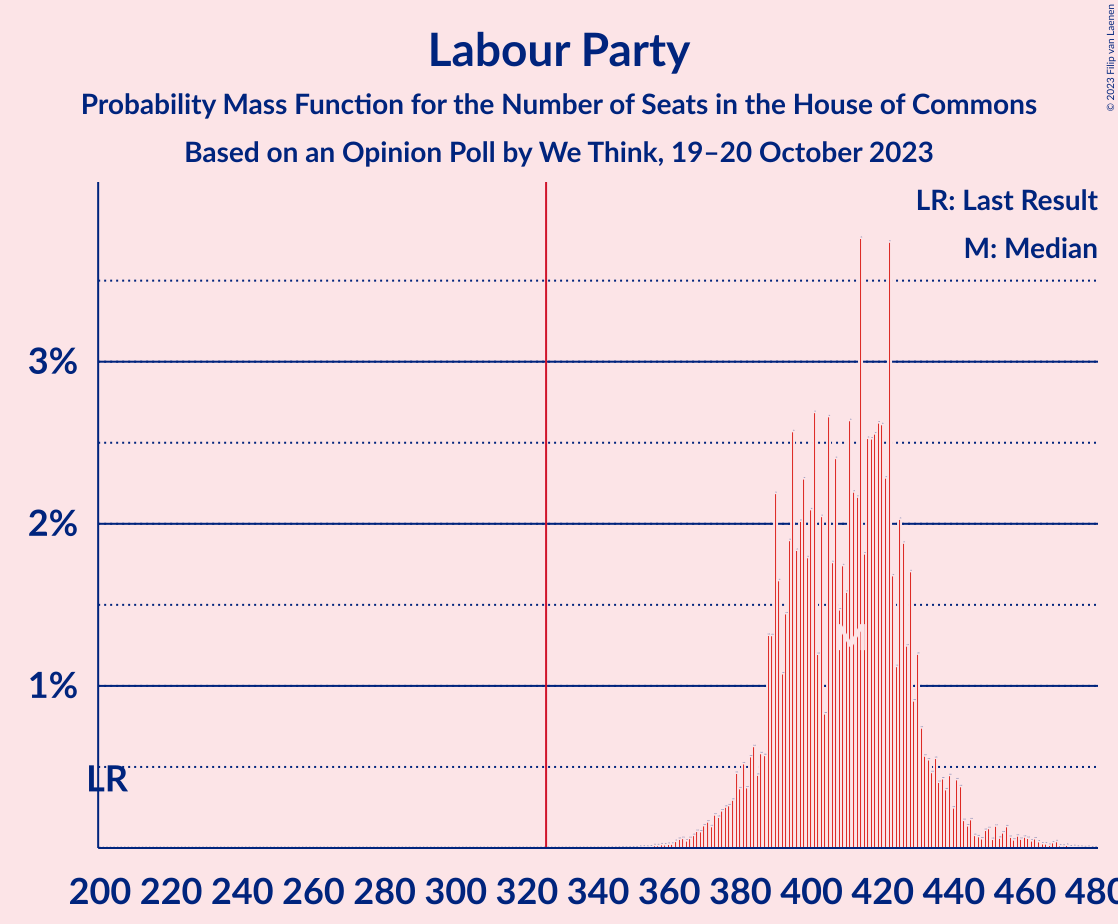 Labour Party
Probability Mass Function for the Number of Seats in the House of Commons
Based on an Opinion Poll by We Think, 19–20 October 2023
© 2023 Filip van Laenen
LR: Last Result
M: Median
3%
2%
1%
M
LR
200 220 240 260 280 300 320 340 360 380 400 420 440 460 480